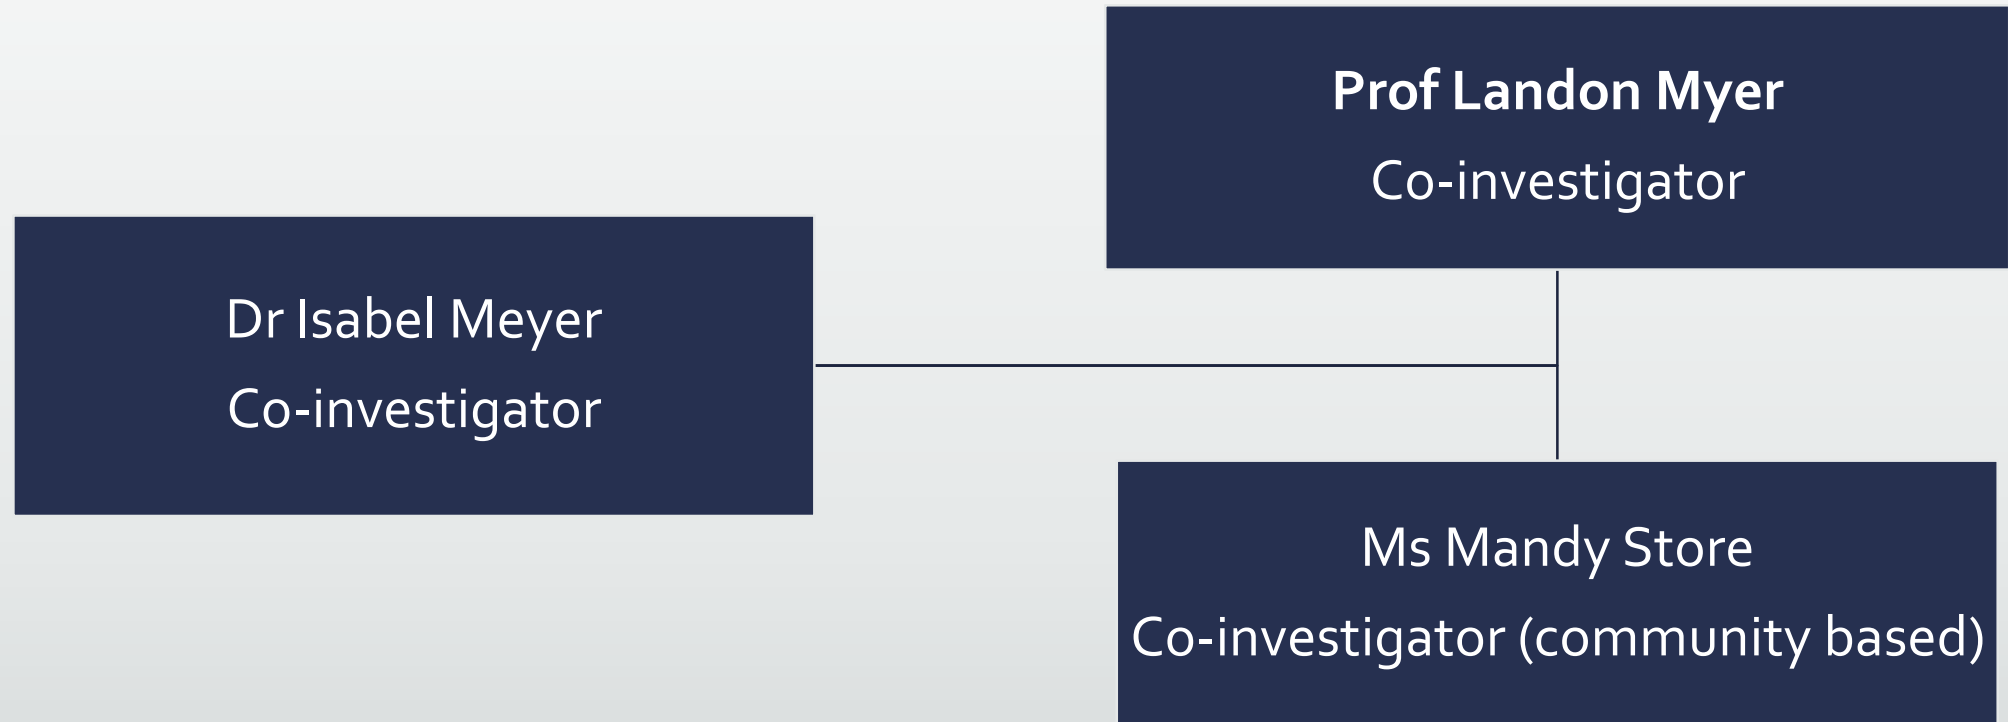 Prof Landon Myer
Co-investigator
Dr Isabel Meyer
Co-investigator
Ms Mandy Store
Co-investigator (community based)